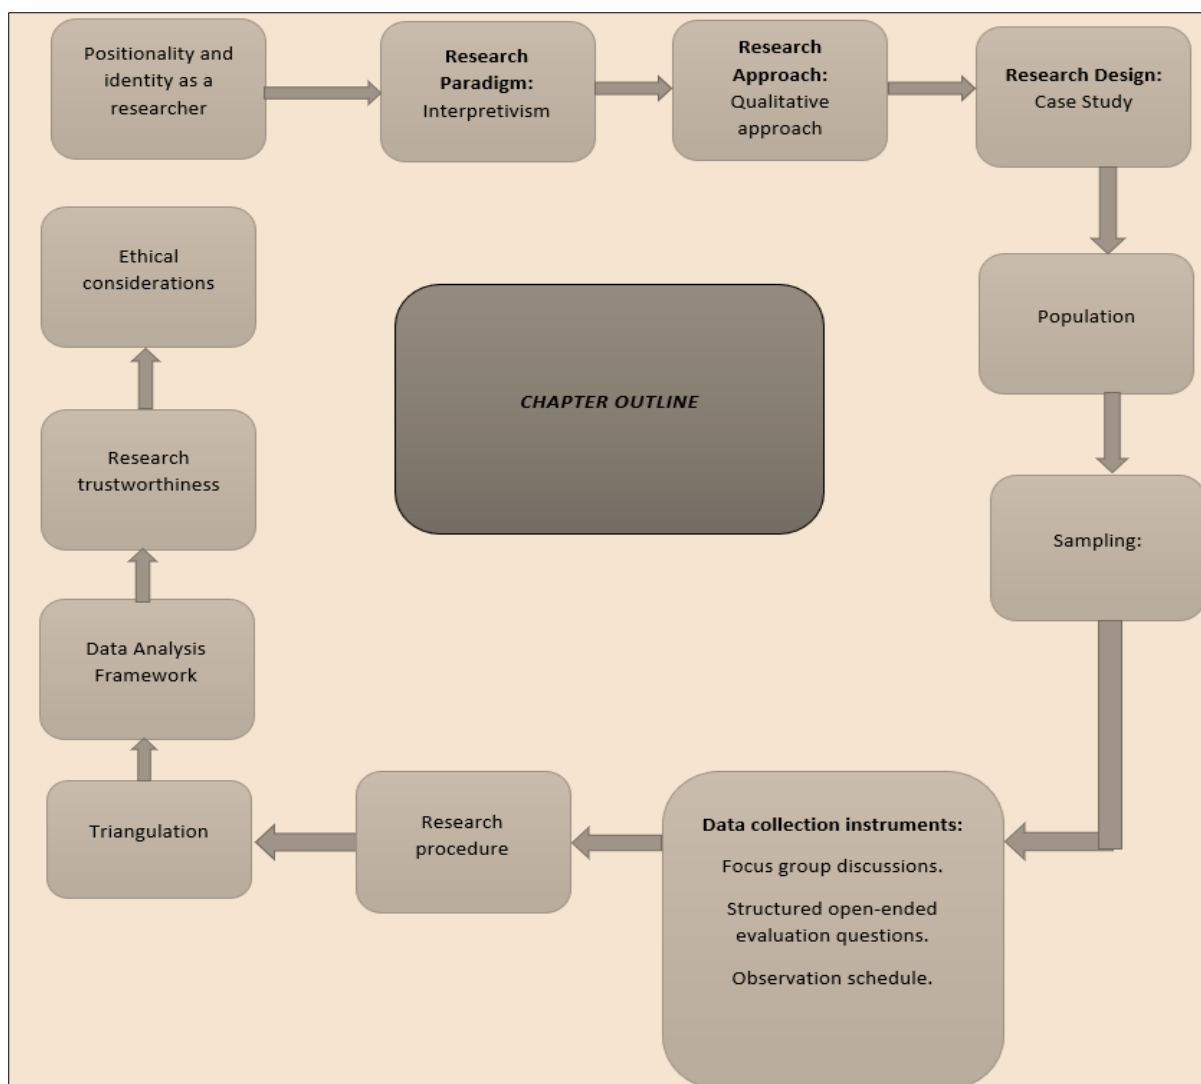 Positionality and
identity as a
researcher
Research
Paradigm:
Interpretivism
Research
Approach:
Qualitative
approach
Research Design:
Case Study
Population
Sampling:
Data collection instruments:
Focus group discussions.
Structured open-ended
evaluation questions.
Observation schedule.
Research
procedure
Triangulation
Data Analysis
Framework
Research
trustworthiness
Ethical
considerations
CHAPTER OUTLINE